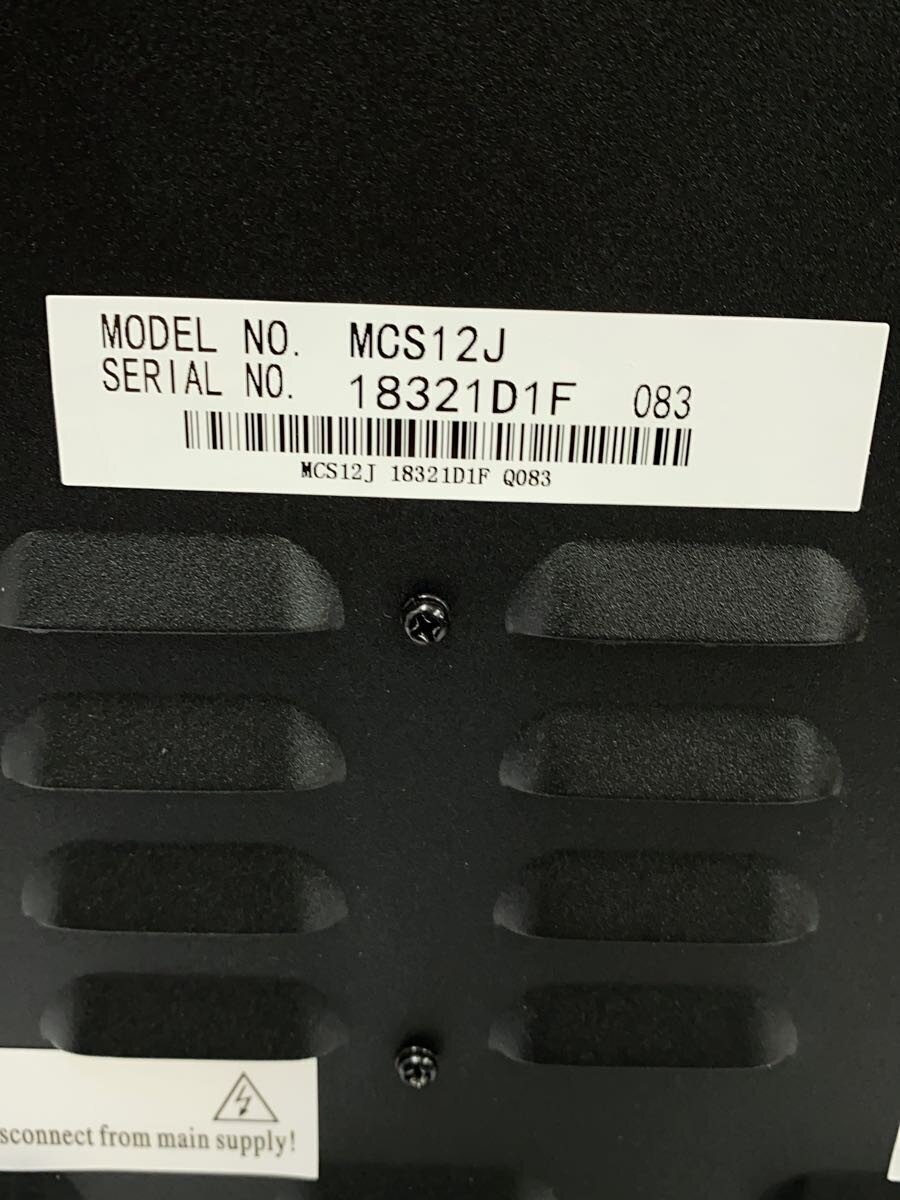 MODEL NO. MCS12J
SERIAL NO. 18321D1F 083
MCS12J 18321D1F Q083
sconnect from main supply!